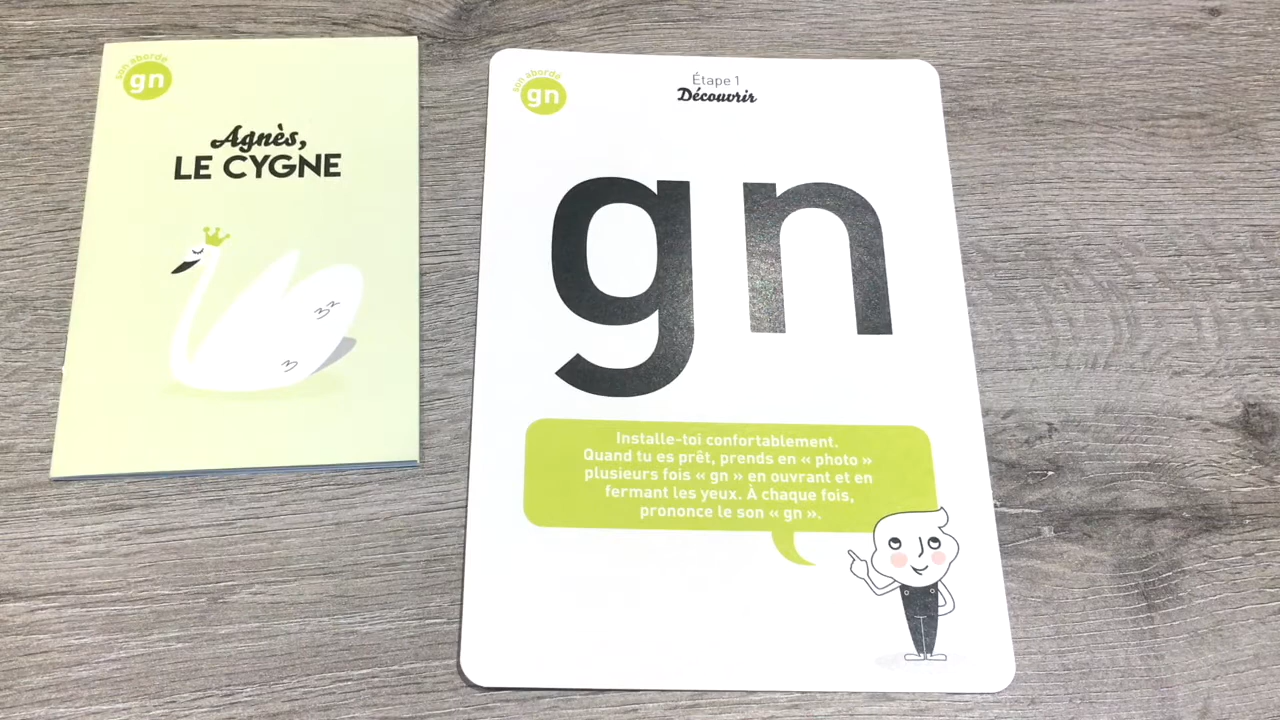 son abordé
gn
Agnès,
LE CYGNE
son abordé
gn
Étape 1
Découvrir
gn
Installe-toi confortablement.
Quand tu es prêt, prends en « photo »
plusieurs fois « gn » en ouvrant et en
fermant les yeux. À chaque fois,
prononce le son « gn ».